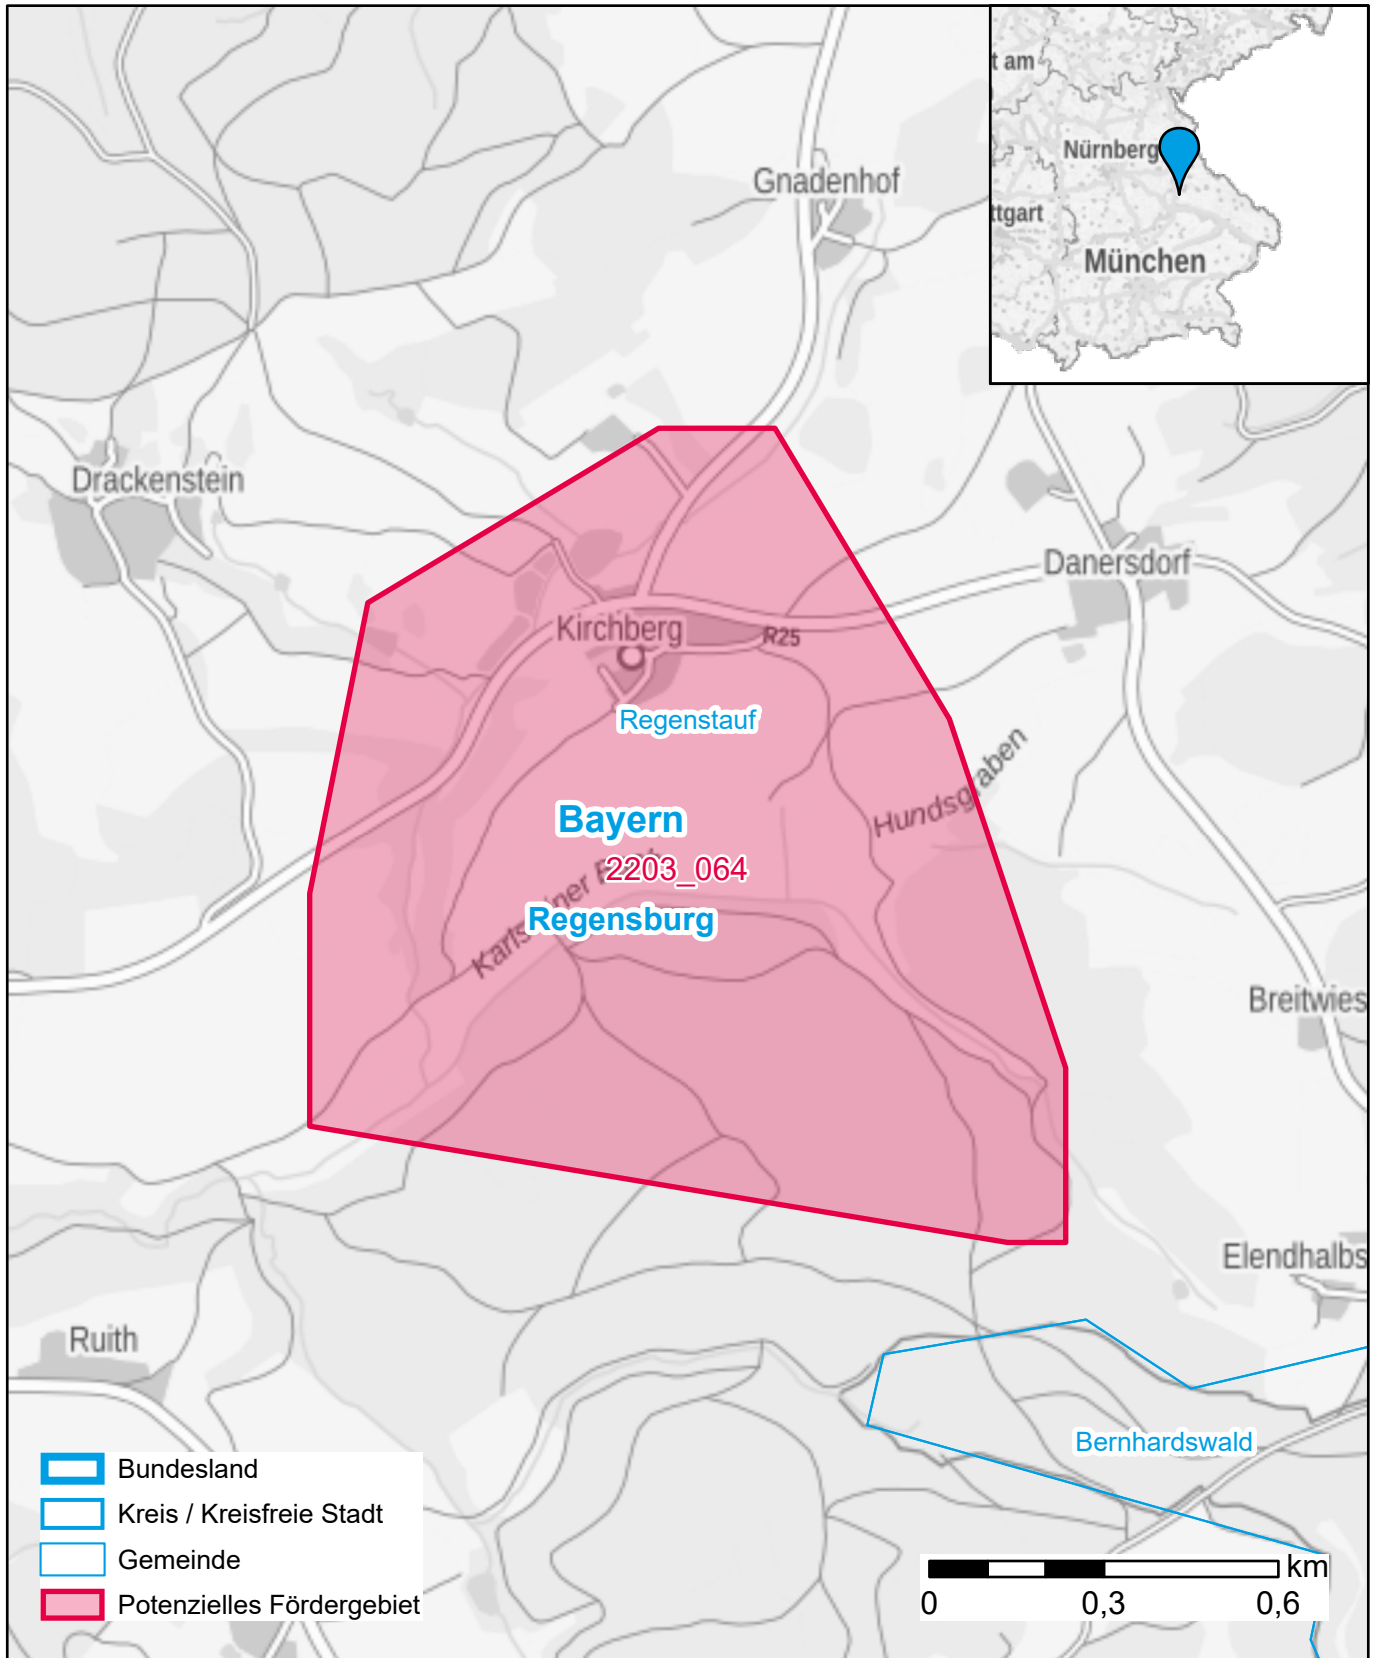 t am
Nürnberg
ttgart
München
Gnadenhof
Drackenstein
Danersdorf
Kirchberg
R25
Regenstauf
Hundsgraben
Bayern
2203_064
Regensburg
Breitwies
Elendhalbs
Ruith
Bernhardswald
Bundesland
Kreis / Kreisfreie Stadt
Gemeinde
Potenzielles Fördergebiet
km
0 0,3 0,6